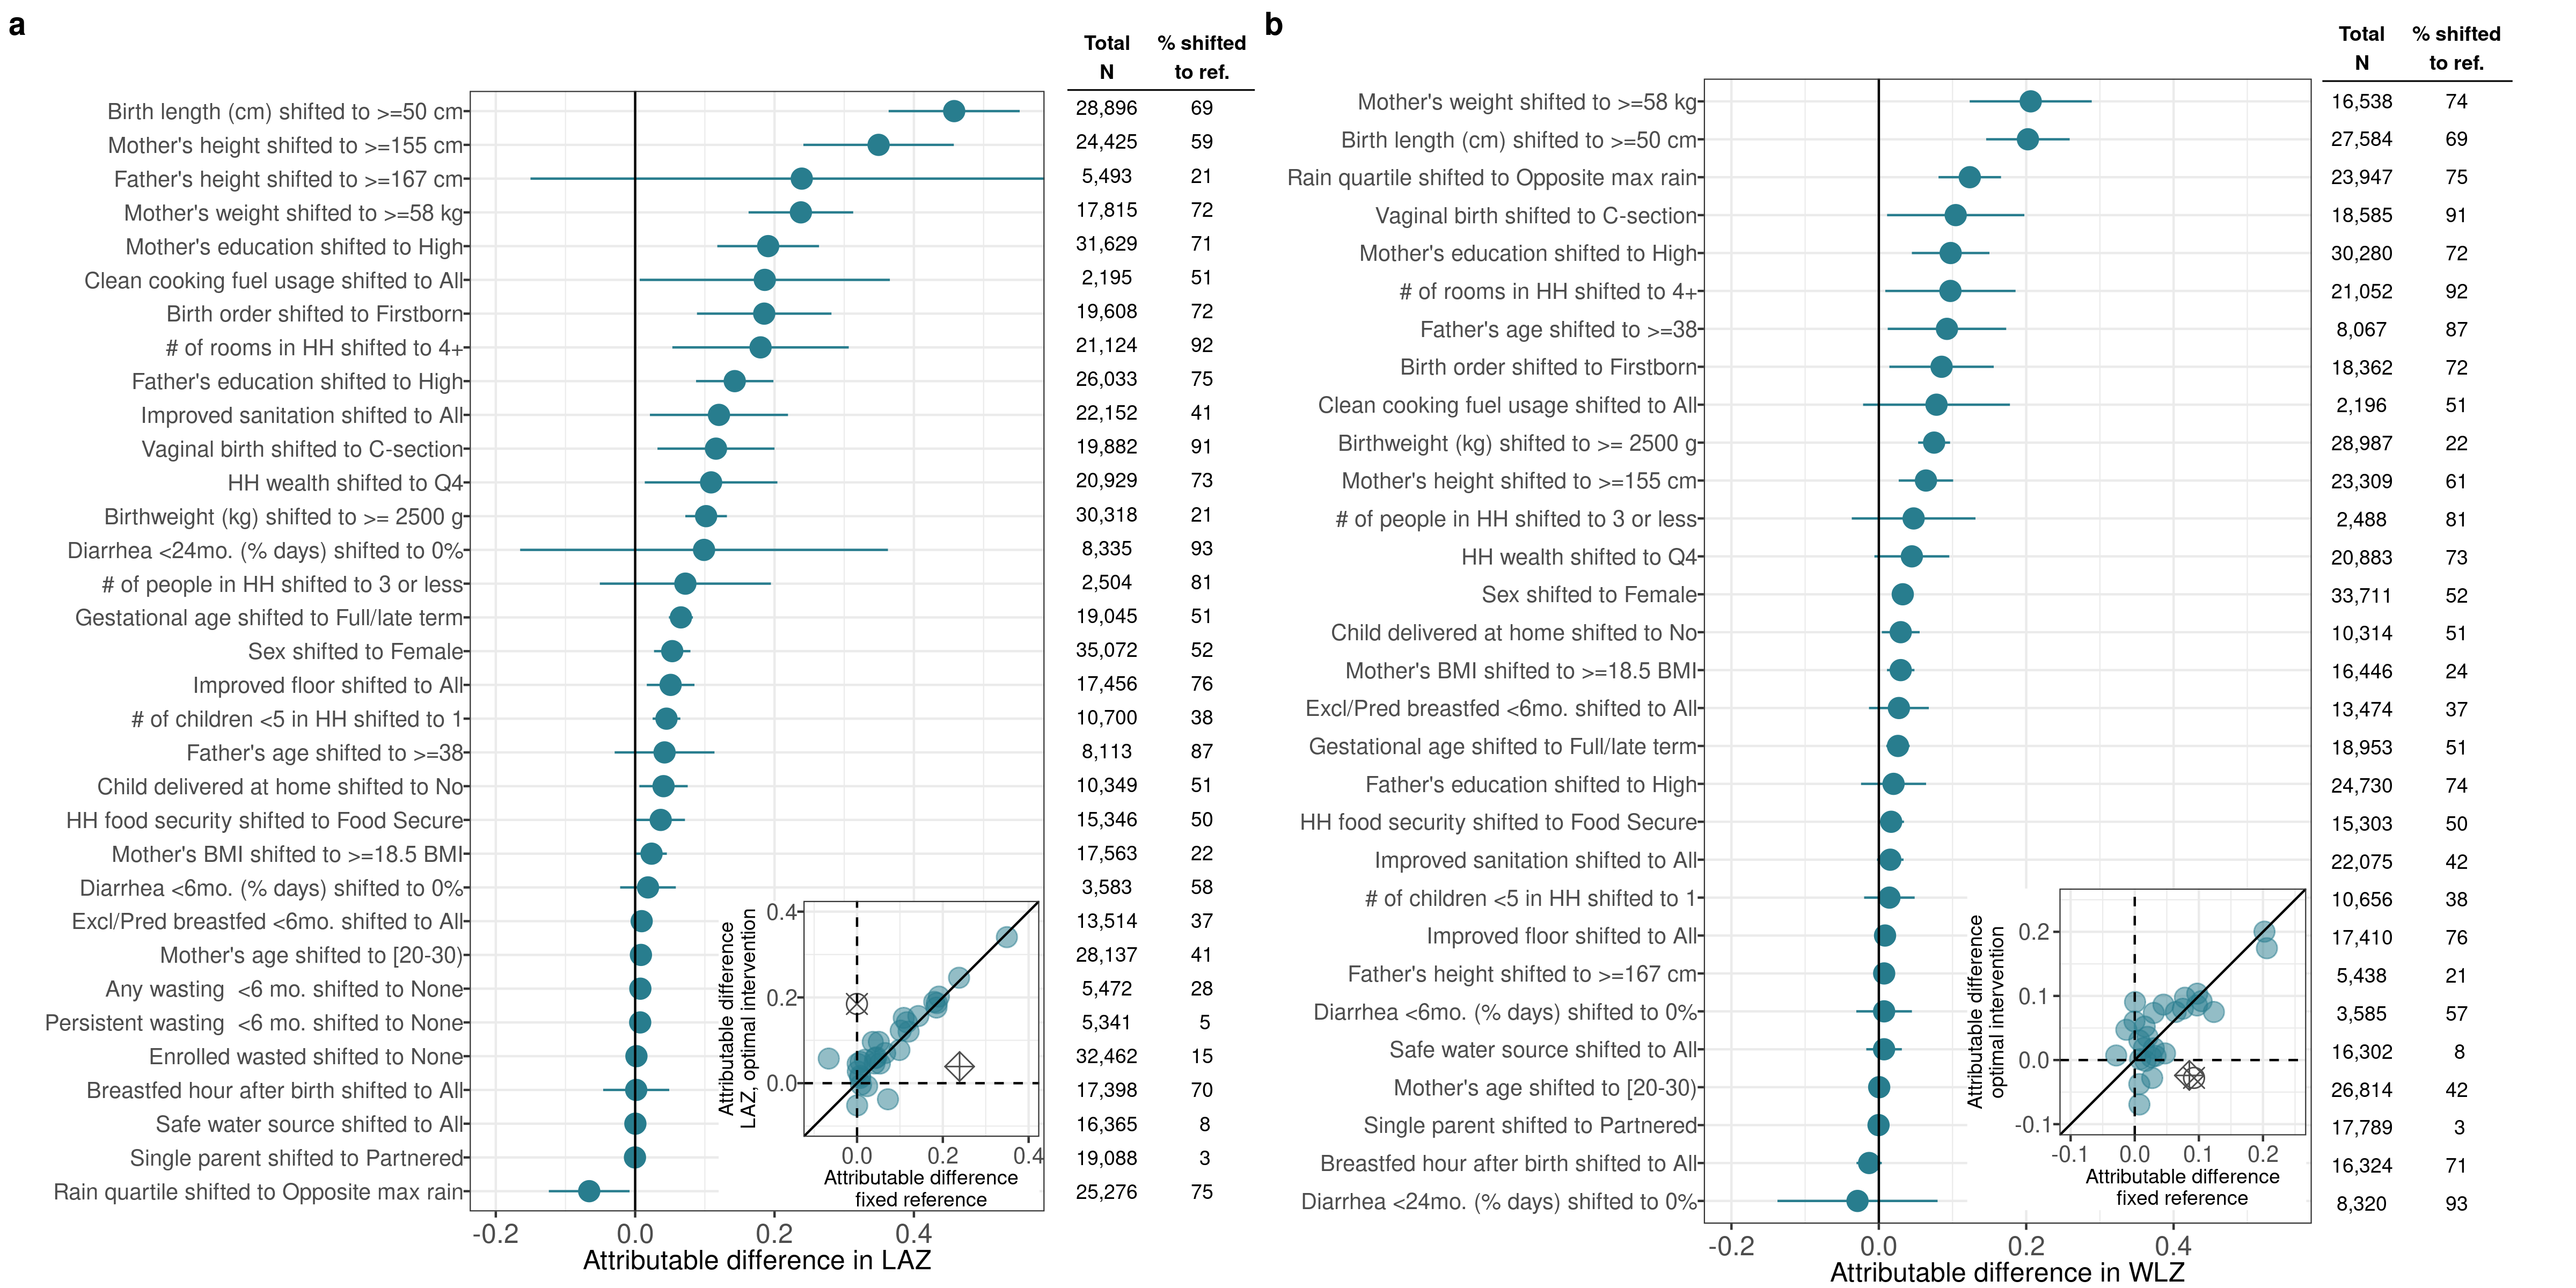 a
Total % shifted
N to ref.
Birth length (cm) shifted to >=50 cm 28,896 69
Mother's height shifted to >=155 cm 24,425 59
Father's height shifted to >=167 cm 5,493 21
Mother's weight shifted to >=58 kg 17,815 72
Mother's education shifted to High 31,629 71
Clean cooking fuel usage shifted to All 2,195 51
Birth order shifted to Firstborn 19,608 72
# of rooms in HH shifted to 4+ 21,124 92
Father's education shifted to High 26,033 75
Improved sanitation shifted to All 22,152 41
Vaginal birth shifted to C-section 19,882 91
HH wealth shifted to Q4 20,929 73
Birthweight (kg) shifted to >= 2500 g 30,318 21
Diarrhea <24mo. (% days) shifted to 0% 8,335 93
# of people in HH shifted to 3 or less 2,504 81
Gestational age shifted to Full/late term 19,045 51
Sex shifted to Female 35,072 52
Improved floor shifted to All 17,456 76
# of children <5 in HH shifted to 1 10,700 38
Father's age shifted to >=38 8,113 87
Child delivered at home shifted to No 10,349 51
HH food security shifted to Food Secure 15,346 50
Mother's BMI shifted to >=18.5 BMI 17,563 22
Diarrhea <6mo. (% days) shifted to 0% 3,583 58
Excl/Pred breastfed <6mo. shifted to All 13,514 37
Mother's age shifted to [20-30) 28,137 41
Any wasting <6 mo. shifted to None 5,472 28
Persistent wasting <6 mo. shifted to None 5,341 5
Enrolled wasted shifted to None 32,462 15
Breastfed hour after birth shifted to All 17,398 70
Safe water source shifted to All 16,365 8
Single parent shifted to Partnered 19,088 3
Rain quartile shifted to Opposite max rain 25,276 75
-0.2 0.0 0.2 0.4
Attributable difference in LAZ
Attributable difference
LAZ, optimal intervention
0.4
0.2
0.0
0.0 0.2 0.4
Attributable difference
fixed reference
b
Total % shifted
N to ref.
Mother's weight shifted to >=58 kg 16,538 74
Birth length (cm) shifted to >=50 cm 27,584 69
Rain quartile shifted to Opposite max rain 23,947 75
Vaginal birth shifted to C-section 18,585 91
Mother's education shifted to High 30,280 72
# of rooms in HH shifted to 4+ 21,052 92
Father's age shifted to >=38 8,067 87
Birth order shifted to Firstborn 18,362 72
Clean cooking fuel usage shifted to All 2,196 51
Birthweight (kg) shifted to >= 2500 g 28,987 22
Mother's height shifted to >=155 cm 23,309 61
# of people in HH shifted to 3 or less 2,488 81
HH wealth shifted to Q4 20,883 73
Sex shifted to Female 33,711 52
Child delivered at home shifted to No 10,314 51
Mother's BMI shifted to >=18.5 BMI 16,446 24
Excl/Pred breastfed <6mo. shifted to All 13,474 37
Gestational age shifted to Full/late term 18,953 51
Father's education shifted to High 24,730 74
HH food security shifted to Food Secure 15,303 50
Improved sanitation shifted to All 22,075 42
# of children <5 in HH shifted to 1 10,656 38
Improved floor shifted to All 17,410 76
Father's height shifted to >=167 cm 5,438 21
Diarrhea <6mo. (% days) shifted to 0% 3,585 57
Safe water source shifted to All 16,302 8
Mother's age shifted to [20-30) 26,814 42
Single parent shifted to Partnered 17,789 3
Breastfed hour after birth shifted to All 16,324 71
Diarrhea <24mo. (% days) shifted to 0% 8,320 93
-0.2 0.0 0.2 0.4
Attributable difference in WLZ
Attributable difference
optimal intervention
0.2
0.1
0.0
-0.1
-0.1 0.0 0.1 0.2
Attributable difference
fixed reference